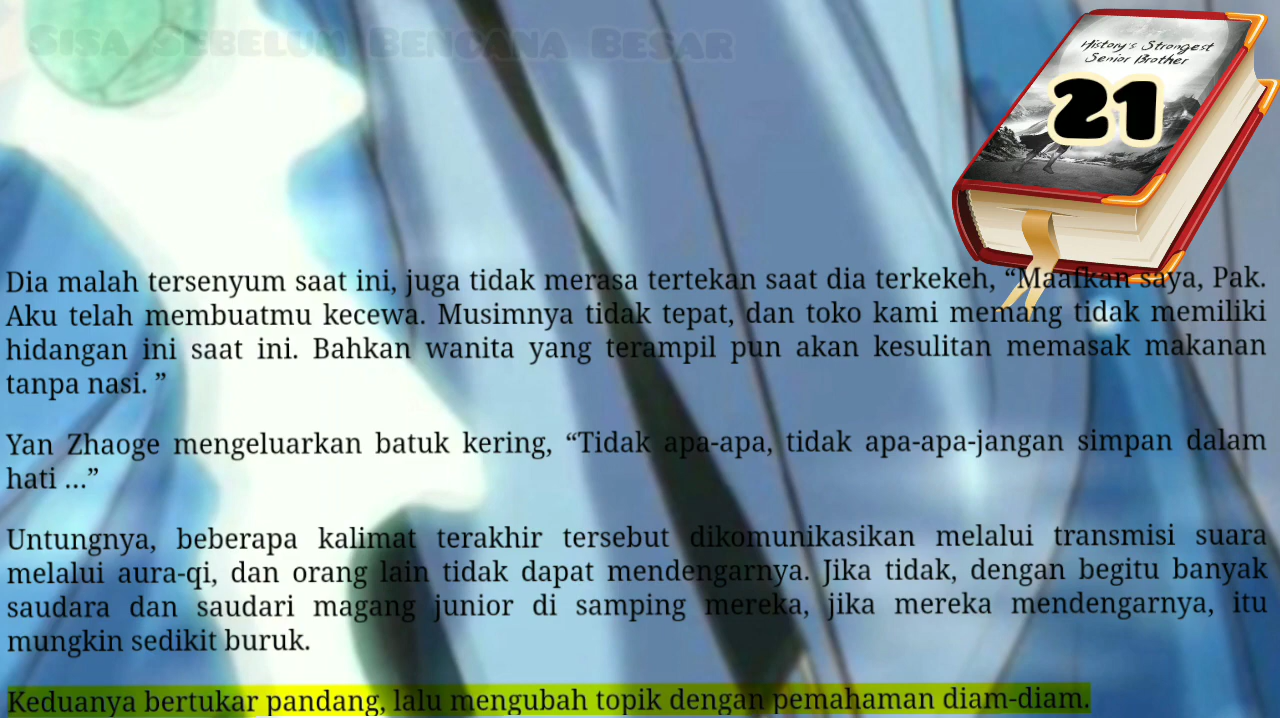 Sisa Sebelum Bencana Besar
History's Strongest
Senior Brother
21
Dia malah tersenyum saat ini, juga tidak merasa tertekan saat dia terkekeh, “Maafkan saya, Pak.
Aku telah membuatmu kecewa. Musimnya tidak tepat, dan toko kami memang tidak memiliki
hidangan ini saat ini. Bahkan wanita yang terampil pun akan kesulitan memasak makanan
tanpa nasi. ”
Yan Zhaoge mengeluarkan batuk kering, “Tidak apa-apa, tidak apa-apa-jangan simpan dalam
hati ...”
Untungnya, beberapa kalimat terakhir tersebut dikomunikasikan melalui transmisi suara
melalui aura-qi, dan orang lain tidak dapat mendengarnya. Jika tidak, dengan begitu banyak
saudara dan saudari magang junior di samping mereka, jika mereka mendengarnya, itu
mungkin sedikit buruk.
Keduanya bertukar pandang, lalu mengubah topik dengan pemahaman diam-diam.